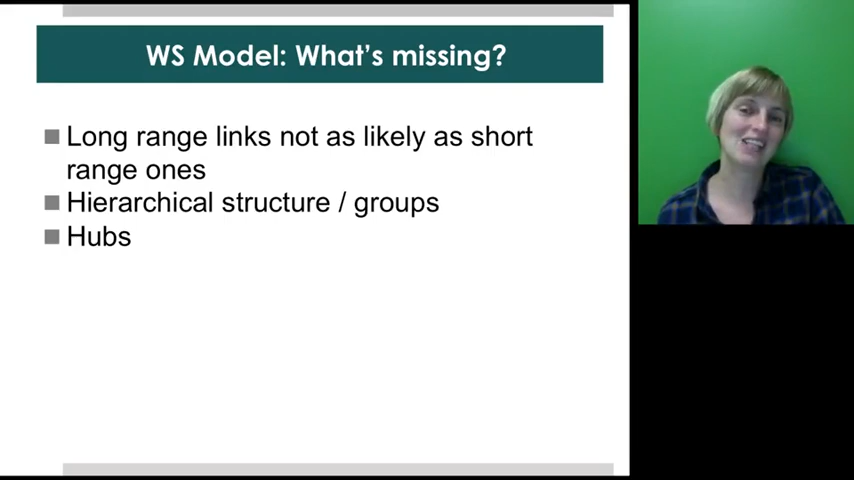 WS Model: What's missing?
Long range links not as likely as short
range ones
Hierarchical structure / groups
Hubs